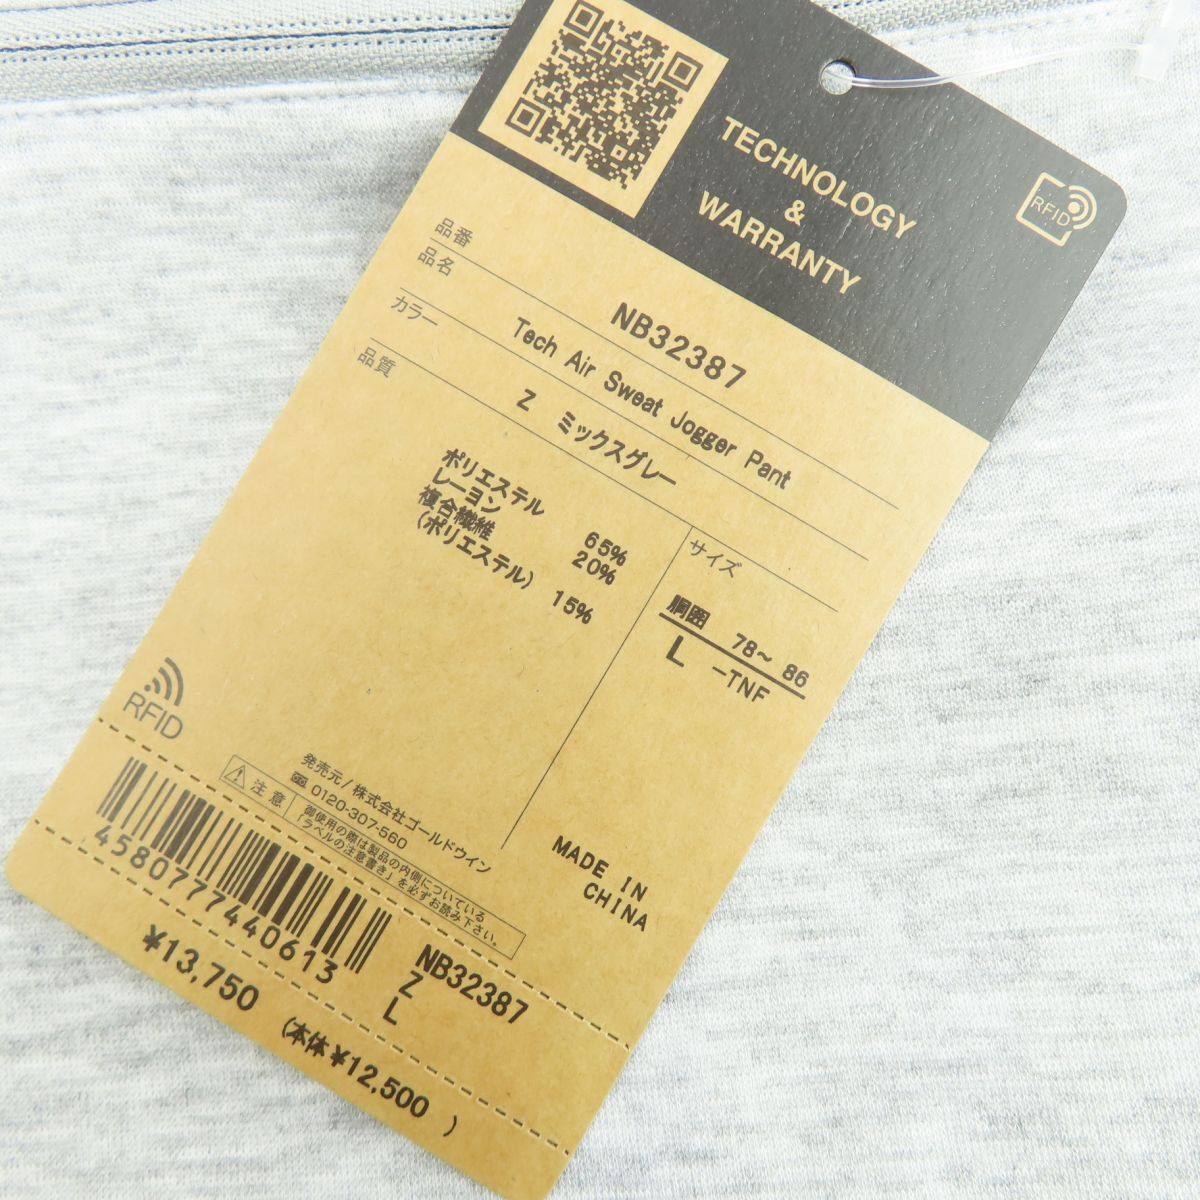 TECHNOLOGY
&
WARRANTY
RFID
品番
NB32387
品名
Tech Air Sweat Jogger Pant
カラー
Z ミックスグレー
品質
ポリエステル 65%
レーヨン 20%
複合繊維
(ポリエステル) 15%
サイズ
胴囲 78~ 86
L -TNF
RFID
発売元/株式会社ゴールドウイン
0120-307-560
注意
御使用の際は製品の内側についている
「ラベルの注意書き」を必ずお読み下さい。
MADE IN
CHINA
4580777440613
NB32387
Z
L
¥13,750
(本体¥12,500 )